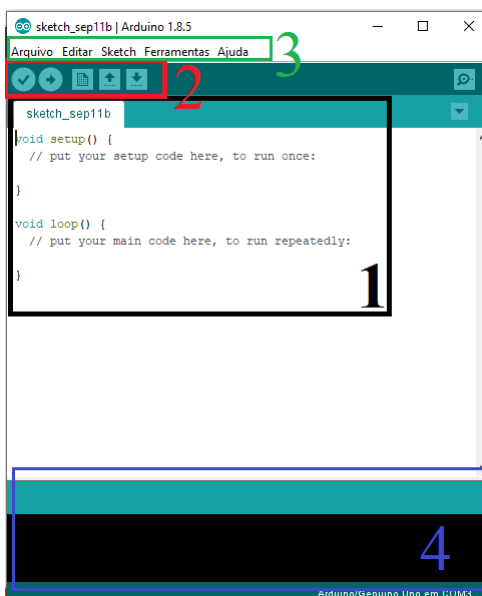 sketch_sep11b | Arduino 1.8.5
Arquivo Editar Sketch Ferramentas Ajuda
3
2
sketch_sep11b
void setup() {
// put your setup code here, to run once:
}
void loop() {
// put your main code here, to run repeatedly:
}
1
4
Arduino/Genuino Uno em COM3